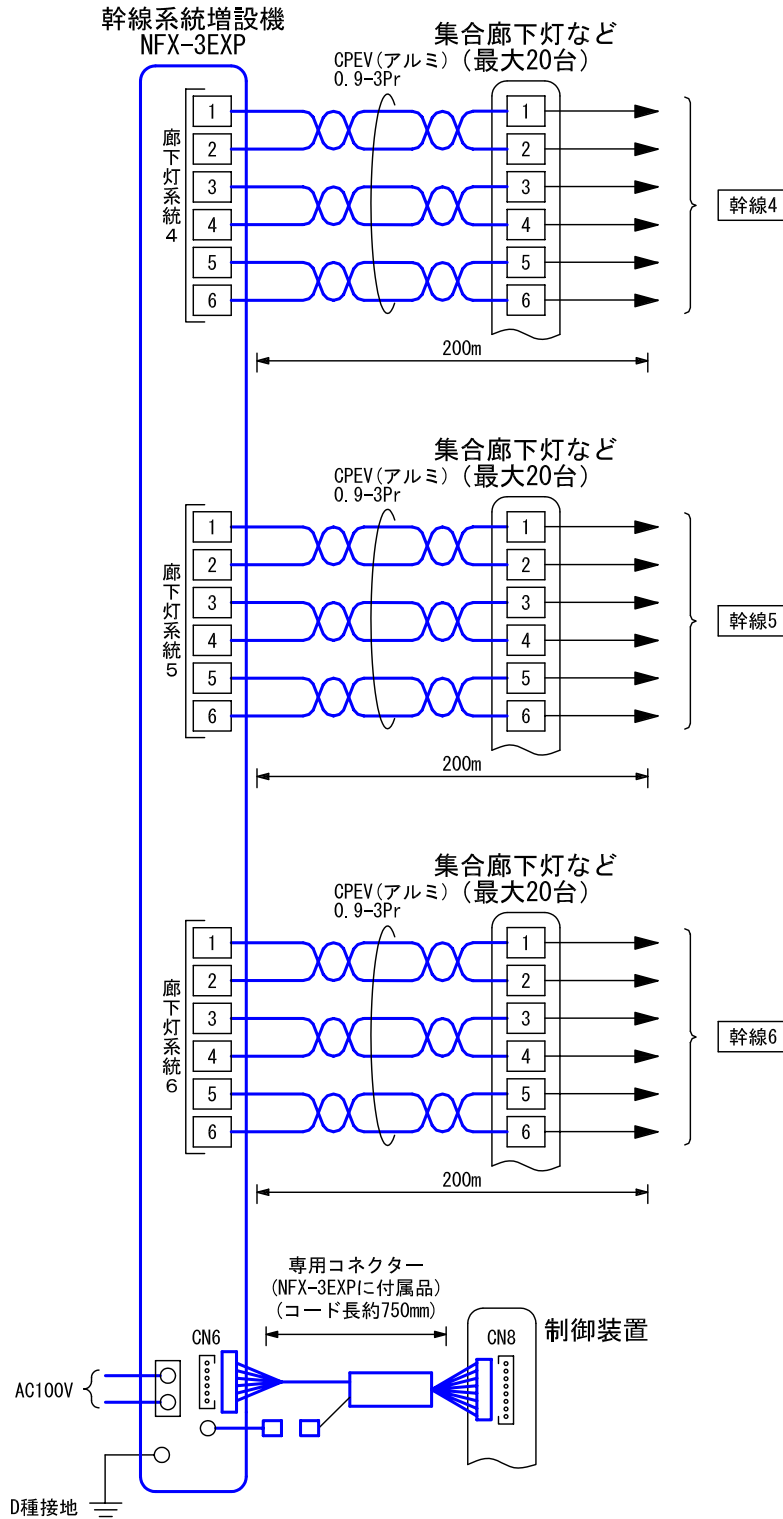 幹線系統増設機
NFX-3EXP
集合廊下灯など
(最大20台)
CPEV(アルミ)
0.9-3Pr
廊下灯系統4
1
2
3
4
5
6
1
2
3
4
5
6
幹線4
200m
集合廊下灯など
(最大20台)
CPEV(アルミ)
0.9-3Pr
廊下灯系統5
1
2
3
4
5
6
1
2
3
4
5
6
幹線5
200m
集合廊下灯など
(最大20台)
CPEV(アルミ)
0.9-3Pr
廊下灯系統6
1
2
3
4
5
6
1
2
3
4
5
6
幹線6
200m
専用コネクター
(NFX-3EXPに付属品)
(コード長約750mm)
CN6
CN8
制御装置
AC100V
D種接地